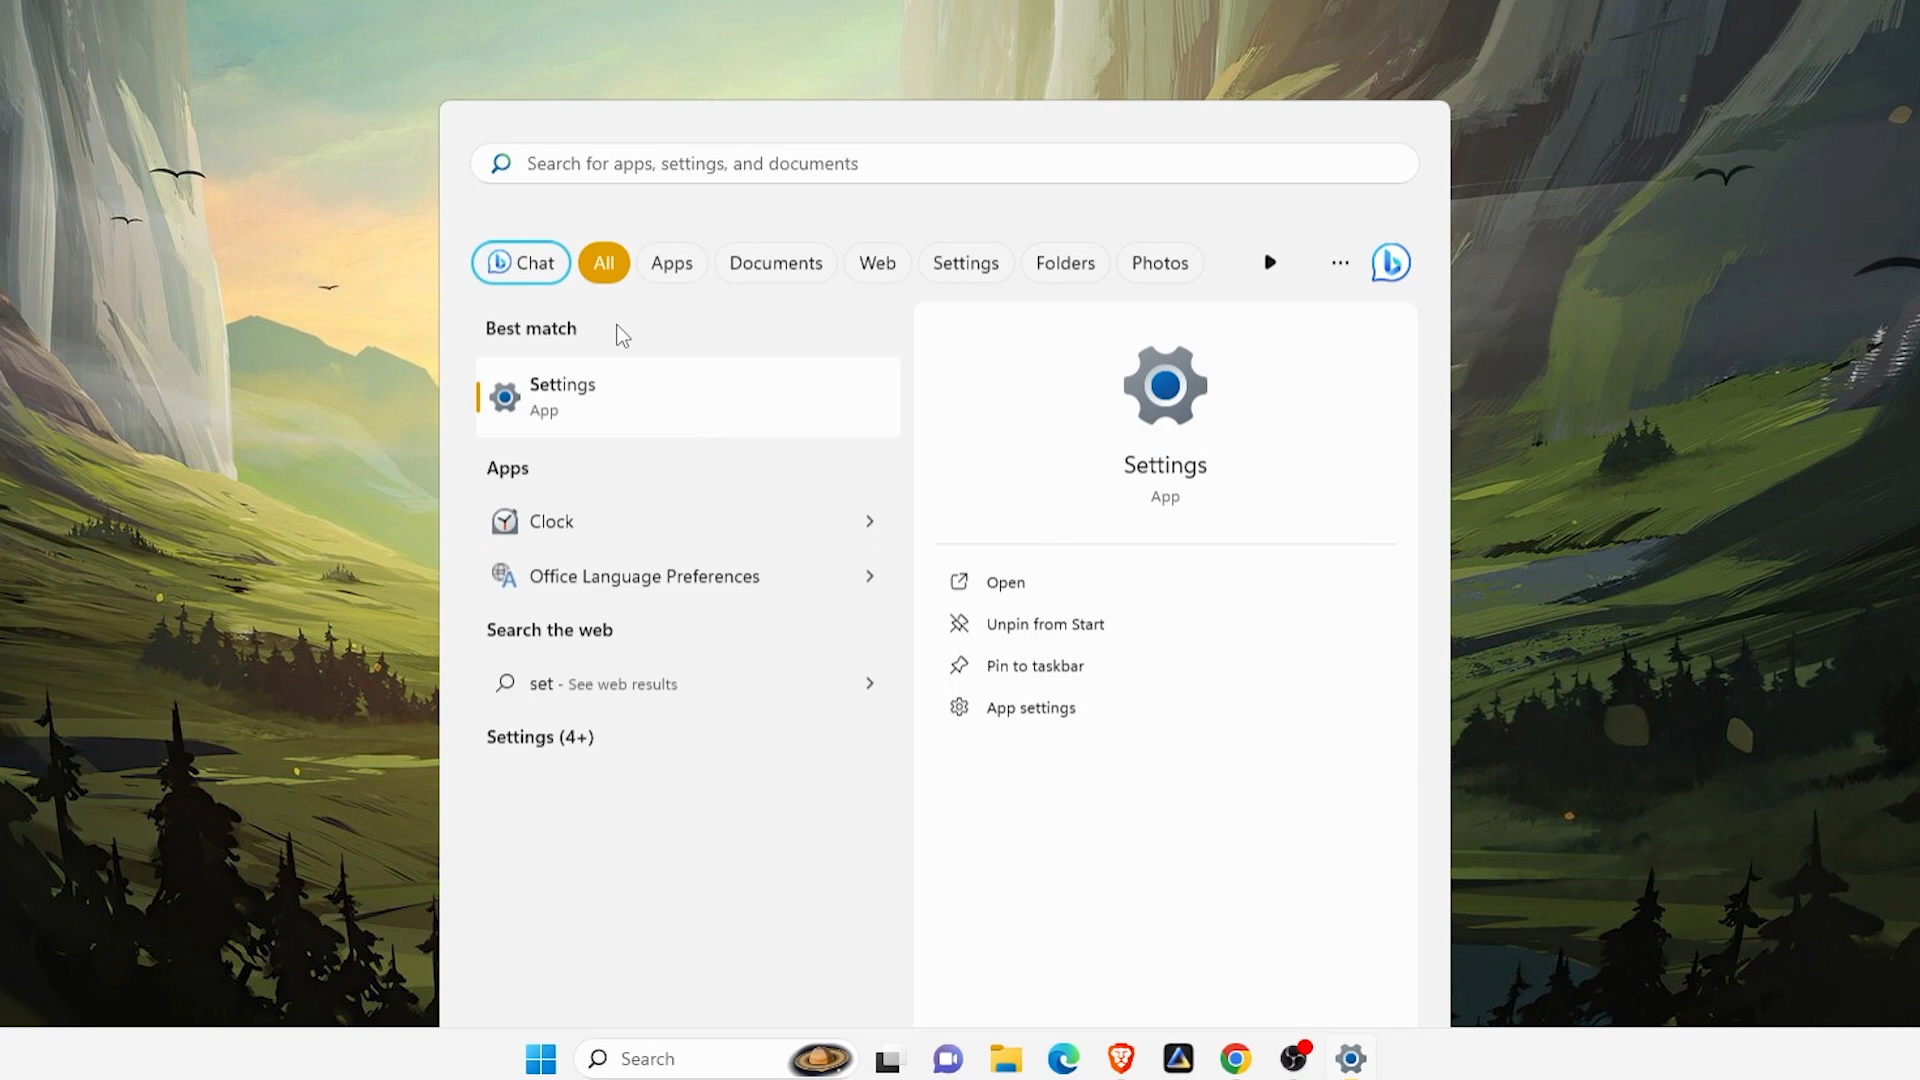 Search for apps, settings, and documents
Chat All Apps Documents Web Settings Folders Photos ...
Best match
Settings
App
Apps
Clock
Office Language Preferences
Search the web
set - See web results
Settings (4+)
Settings
App
Open
Unpin from Start
Pin to taskbar
App settings
Search